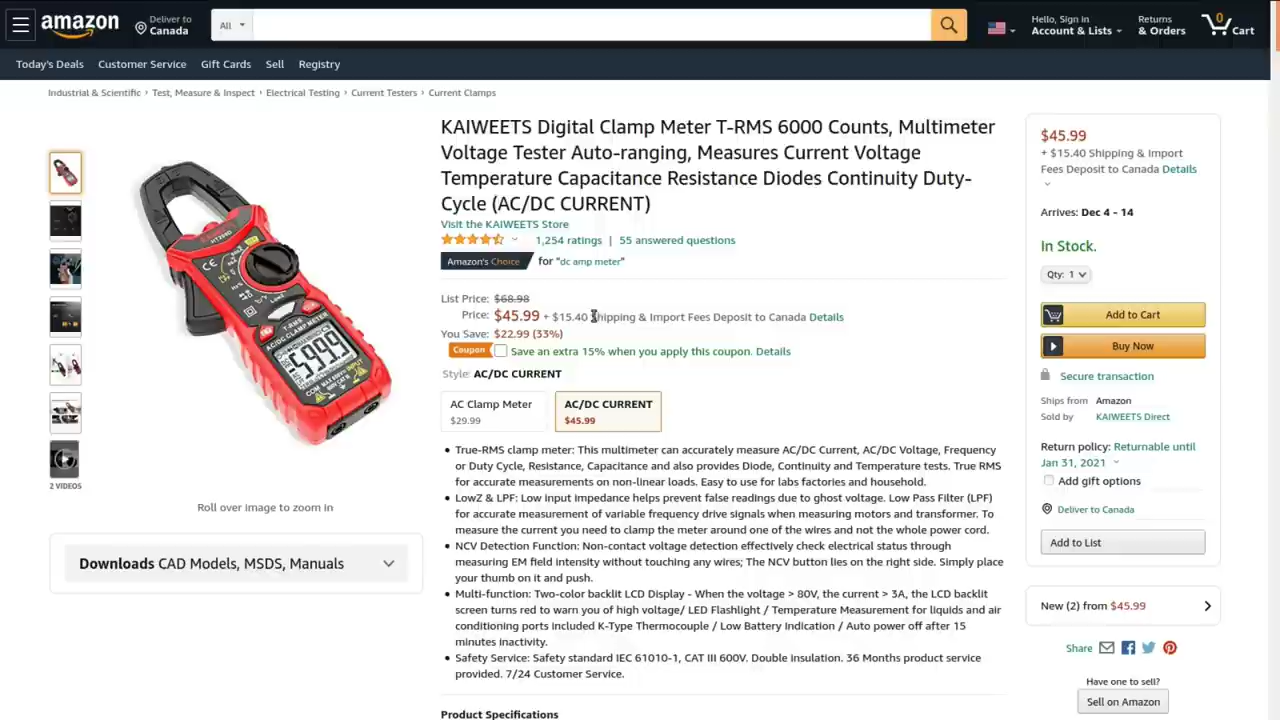 amazon
Deliver to
Canada
All
Hello, Sign in
Account & Lists
Returns
& Orders
0
Cart
Today's Deals
Customer Service
Gift Cards
Sell
Registry
Industrial & Scientific › Test, Measure & Inspect › Electrical Testing › Current Testers › Current Clamps
KAIWEETS Digital Clamp Meter T-RMS 6000 Counts, Multimeter
Voltage Tester Auto-ranging, Measures Current Voltage
Temperature Capacitance Resistance Diodes Continuity Duty-
Cycle (AC/DC CURRENT)
Visit the KAIWEETS Store
1,254 ratings | 55 answered questions
Amazon's Choice for "dc amp meter"
List Price: $68.98
Price: $45.99 + $15.40 Shipping & Import Fees Deposit to Canada Details
You Save: $22.99 (33%)
Coupon Save an extra 15% when you apply this coupon. Details
Style: AC/DC CURRENT
AC Clamp Meter
$29.99
AC/DC CURRENT
$45.99
• True-RMS clamp meter: This multimeter can accurately measure AC/DC Current, AC/DC Voltage, Frequency
or Duty Cycle, Resistance, Capacitance and also provides Diode, Continuity and Temperature tests. True RMS
for accurate measurements on non-linear loads. Easy to use for labs factories and household.
• LowZ & LPF: Low input impedance helps prevent false readings due to ghost voltage. Low Pass Filter (LPF)
for accurate measurement of variable frequency drive signals when measuring motors and transformer. To
measure the current you need to clamp the meter around one of the wires and not the whole power cord.
• NCV Detection Function: Non-contact voltage detection effectively check electrical status through
measuring EM field intensity without touching any wires; The NCV button lies on the right side. Simply place
your thumb on it and push.
• Multi-function: Two-color backlit LCD Display - When the voltage > 80V, the current > 3A, the LCD backlit
screen turns red to warn you of high voltage/ LED Flashlight / Temperature Measurement for liquids and air
conditioning ports included K-Type Thermocouple / Low Battery Indication / Auto power off after 15
minutes inactivity.
• Safety Service: Safety standard IEC 61010-1, CAT III 600V. Double insulation. 36 Months product service
provided. 7/24 Customer Service.
Product Specifications
CE
T-RMS
AC/DC CLAMP METER
5999
COM
INPUT
2 VIDEOS
Roll over image to zoom in
Downloads CAD Models, MSDS, Manuals
$45.99
+ $15.40 Shipping & Import
Fees Deposit to Canada Details
Arrives: Dec 4 - 14
In Stock.
Qty: 1
Add to Cart
Buy Now
Secure transaction
Ships from Amazon
Sold by KAIWEETS Direct
Return policy: Returnable until
Jan 31, 2021
Add gift options
Deliver to Canada
Add to List
New (2) from $45.99
Share
Have one to sell?
Sell on Amazon